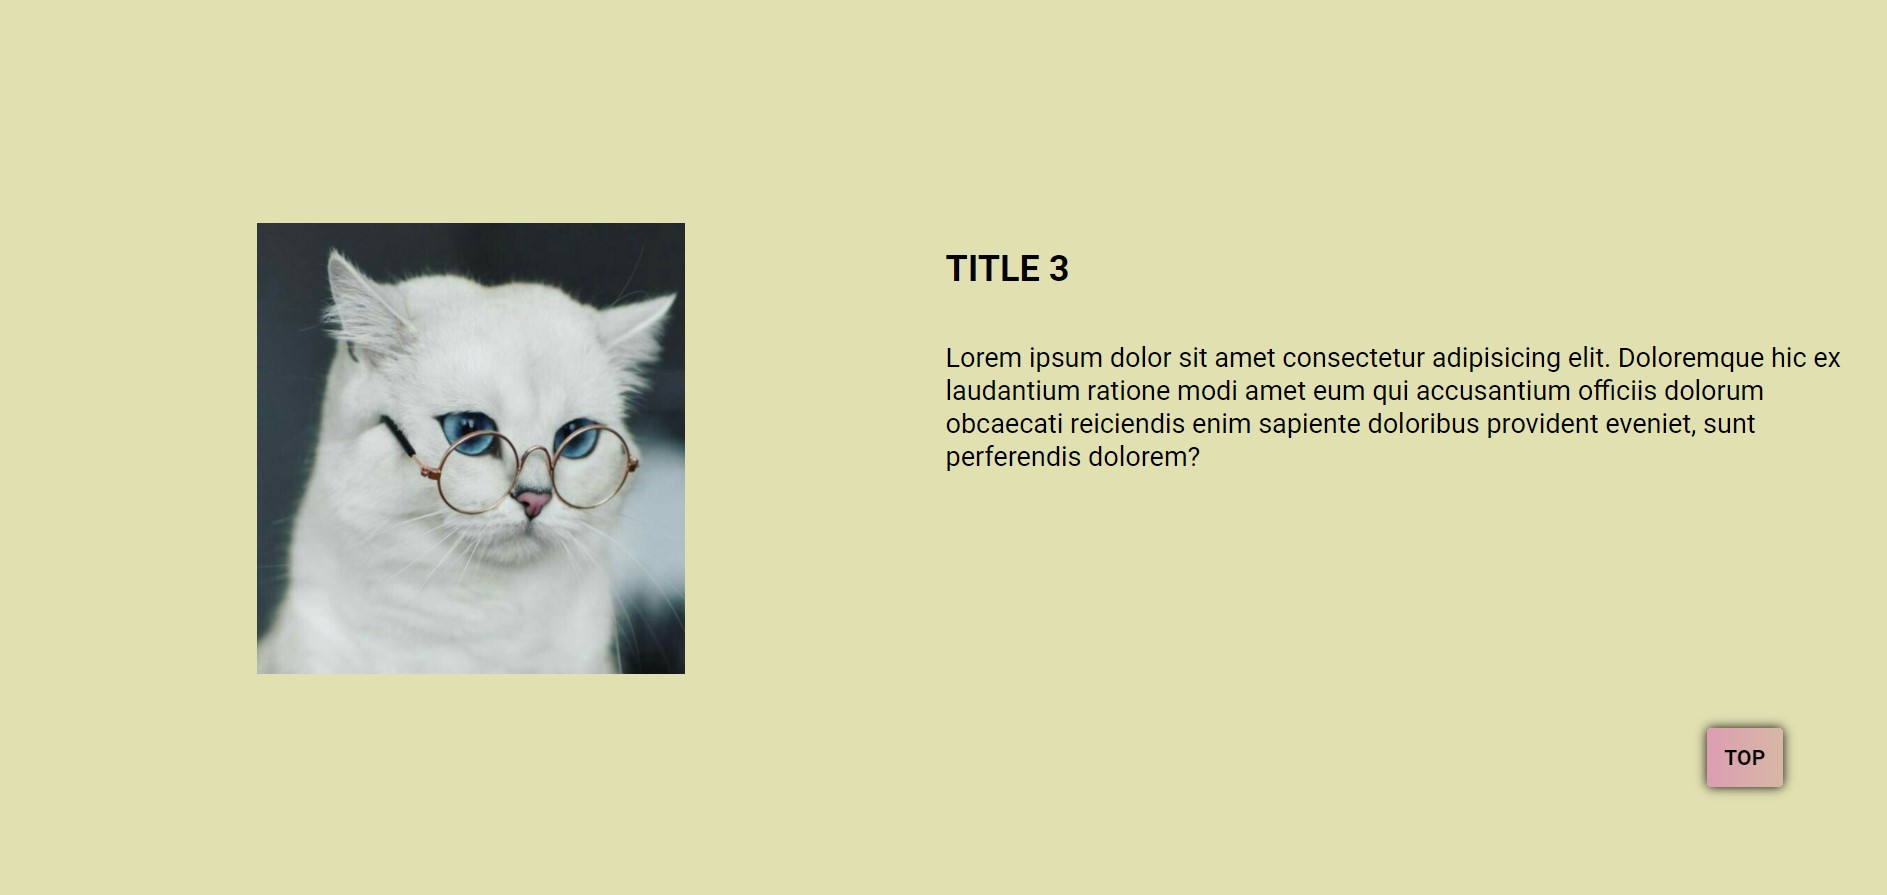 TITLE 3
Lorem ipsum dolor sit amet consectetur adipisicing elit. Doloremque hic ex
laudantium ratione modi amet eum qui accusantium officiis dolorum
obcaecati reiciendis enim sapiente doloribus provident eveniet, sunt
perferendis dolorem?
TOP